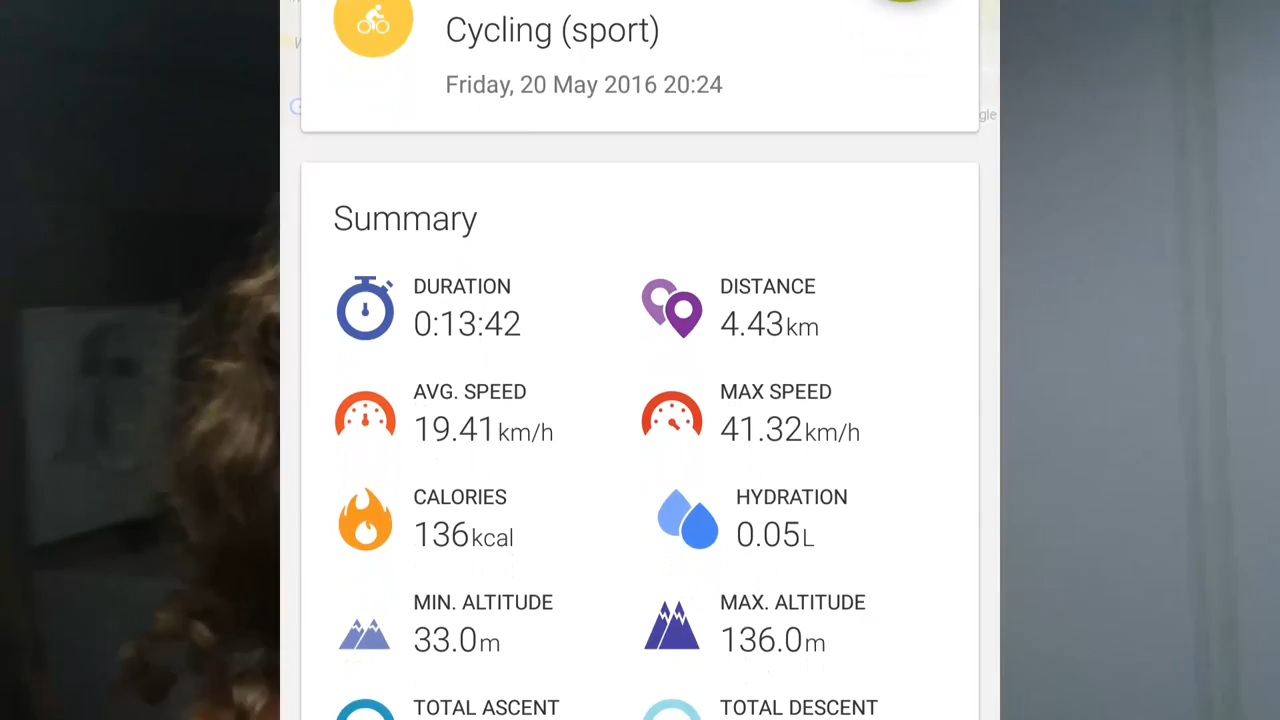 Cycling (sport)
Friday, 20 May 2016 20:24
gle
Summary
DURATION
0:13:42
DISTANCE
4.43km
AVG. SPEED
19.41km/h
MAX SPEED
41.32km/h
CALORIES
136kcal
HYDRATION
0.05L
MIN. ALTITUDE
33.0m
MAX. ALTITUDE
136.0m
TOTAL ASCENT
TOTAL DESCENT